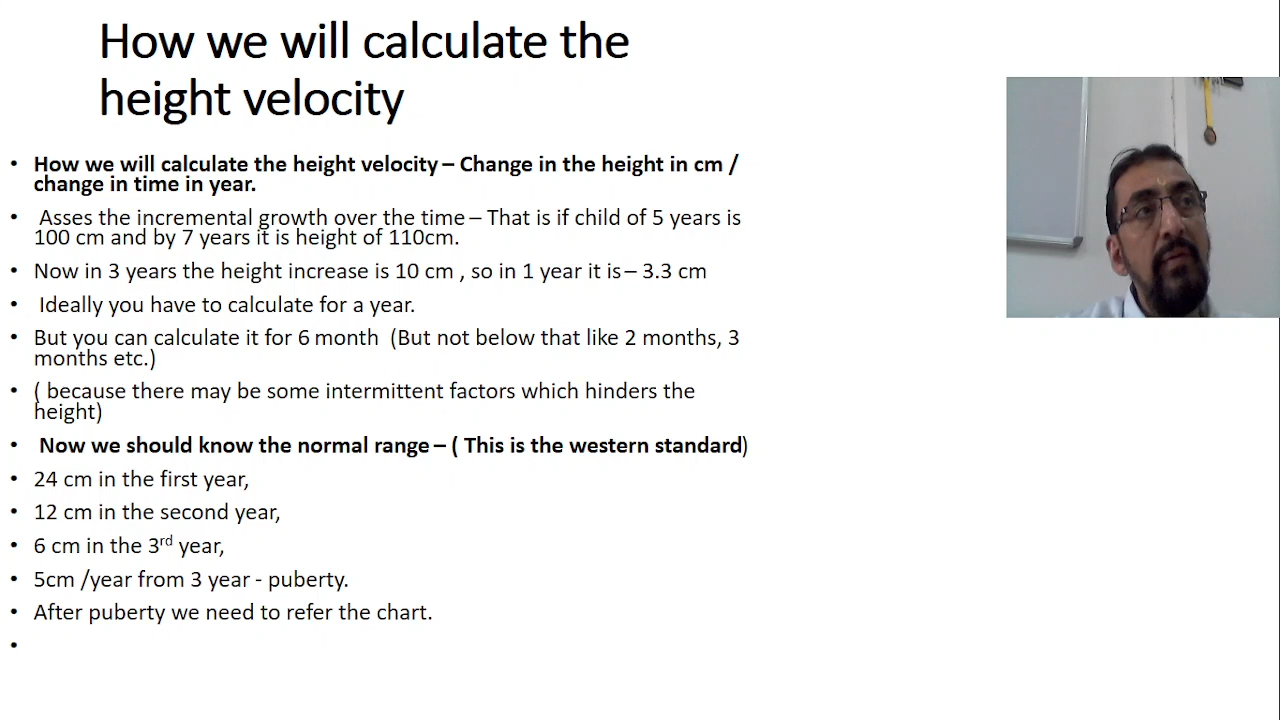 How we will calculate the
height velocity
• How we will calculate the height velocity – Change in the height in cm /
change in time in year.
• Asses the incremental growth over the time – That is if child of 5 years is
100 cm and by 7 years it is height of 110cm.
• Now in 3 years the height increase is 10 cm , so in 1 year it is – 3.3 cm
• Ideally you have to calculate for a year.
• But you can calculate it for 6 month (But not below that like 2 months, 3
months etc.)
• ( because there may be some intermittent factors which hinders the
height)
• Now we should know the normal range – ( This is the western standard)
• 24 cm in the first year,
• 12 cm in the second year,
• 6 cm in the 3rd year,
• 5cm /year from 3 year - puberty.
• After puberty we need to refer the chart.
•